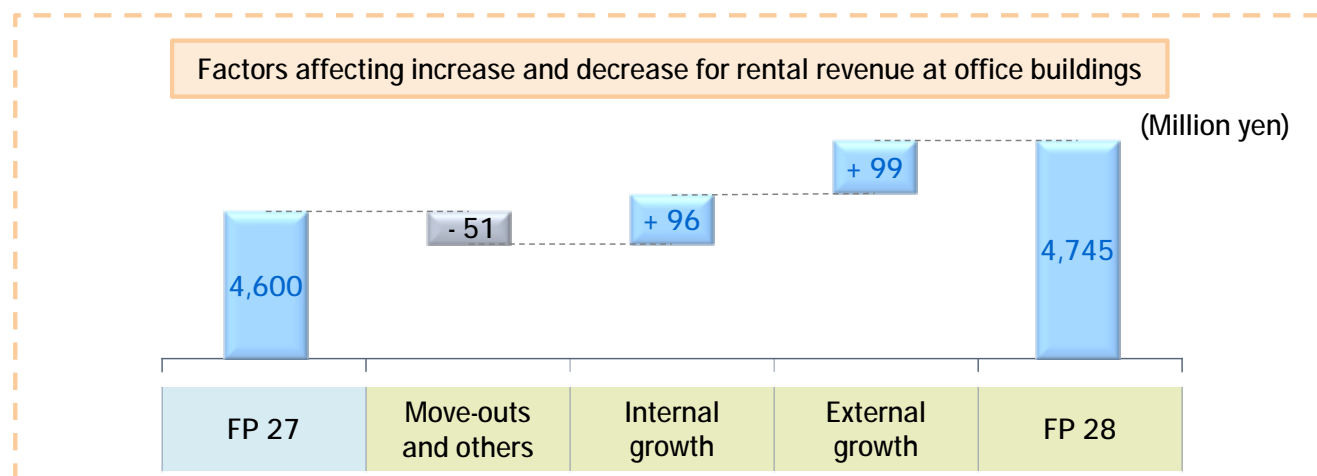 Factors affecting increase and decrease for rental revenue at office buildings
(Million yen)
+ 99
- 51
+ 96
4,600
4,745
FP 27
Move-outs
and others
Internal
growth
External
growth
FP 28